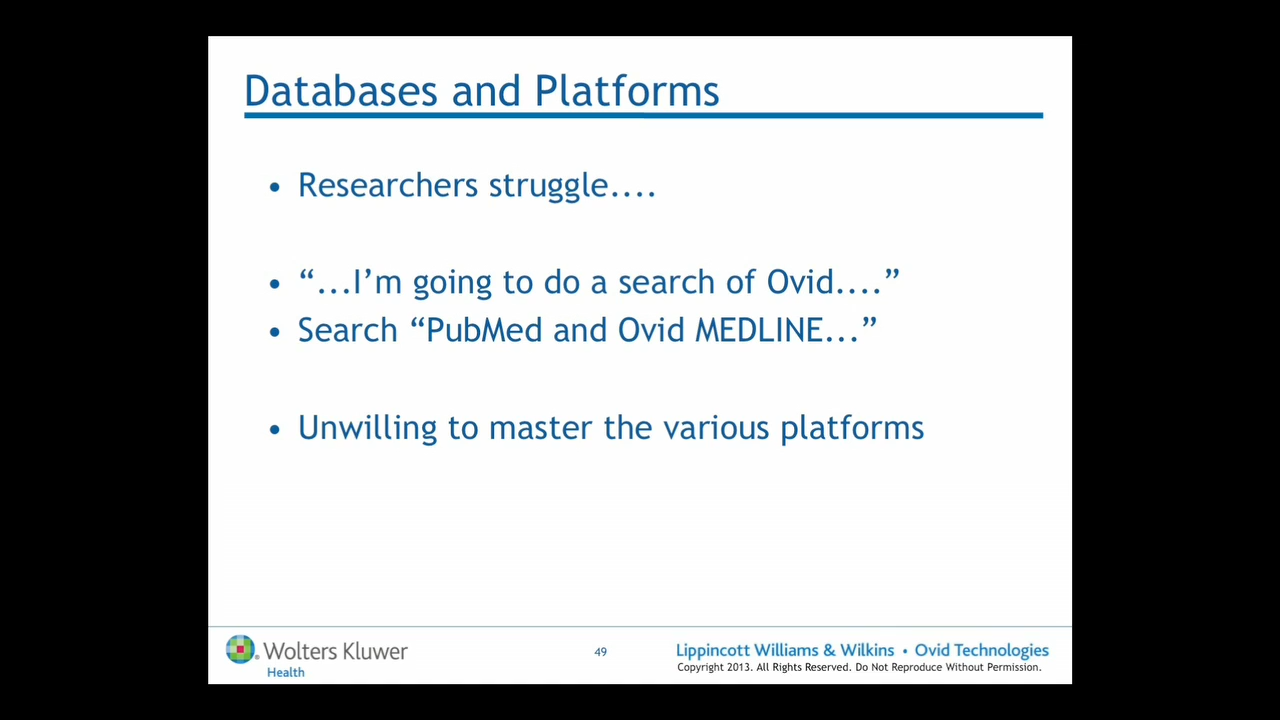 Databases and Platforms
• Researchers struggle....
• “...I’m going to do a search of Ovid....”
• Search “PubMed and Ovid MEDLINE...”
• Unwilling to master the various platforms
Wolters Kluwer
Health
49
Lippincott Williams & Wilkins • Ovid Technologies
Copyright 2013. All Rights Reserved. Do Not Reproduce Without Permission.